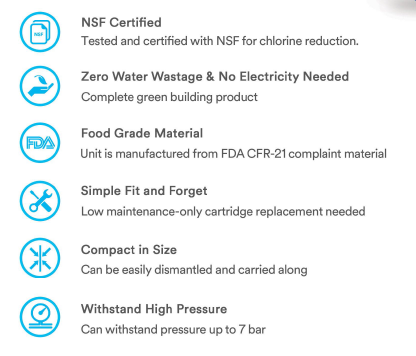 NSF Certified
NSF
Tested and certified with NSF for chlorine reduction.
Zero Water Wastage & No Electricity Needed
Complete green building product
Food Grade Material
FDA
Unit is manufactured from FDA CFR-21 complaint material
Simple Fit and Forget
Low maintenance-only cartridge replacement needed
Compact in Size
Can be easily dismantled and carried along
Withstand High Pressure
Can withstand pressure up to 7 bar